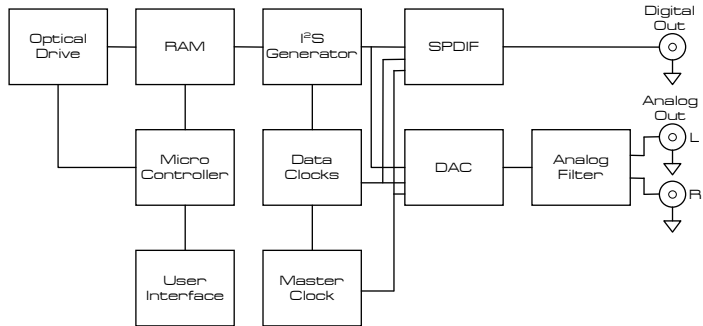 Optical
Drive
RAM
I²S
Generator
SPDIF
Digital
Out
Micro
Controller
Data
Clocks
DAC
Analog
Filter
Analog
Out
L
R
User
Interface
Master
Clock